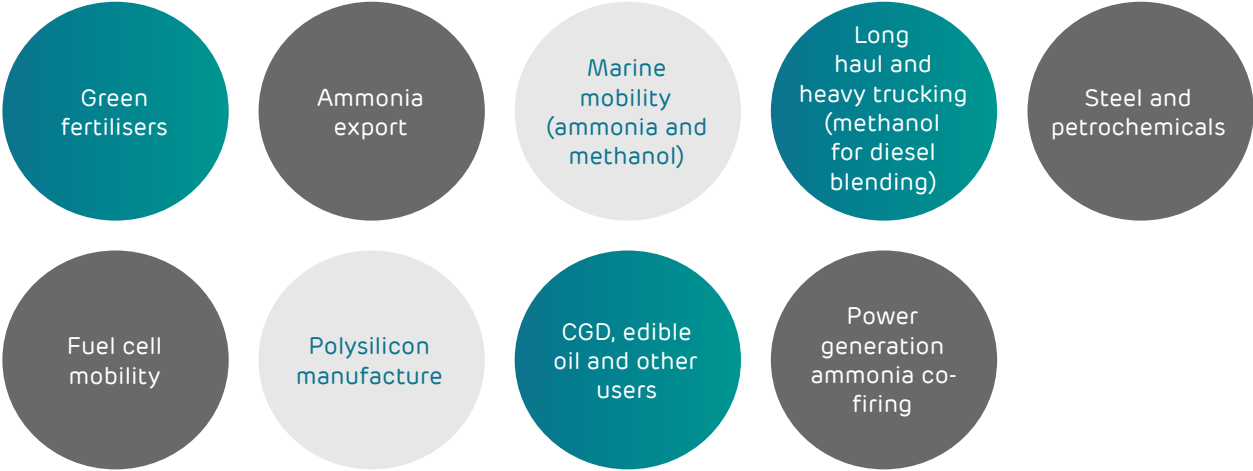 Green
fertilisers
Ammonia
export
Marine
mobility
(ammonia and
methanol)
Long
haul and
heavy trucking
(methanol
for diesel
blending)
Steel and
petrochemicals
Fuel cell
mobility
Polysilicon
manufacture
CGD, edible
oil and other
users
Power
generation
ammonia co-
firing